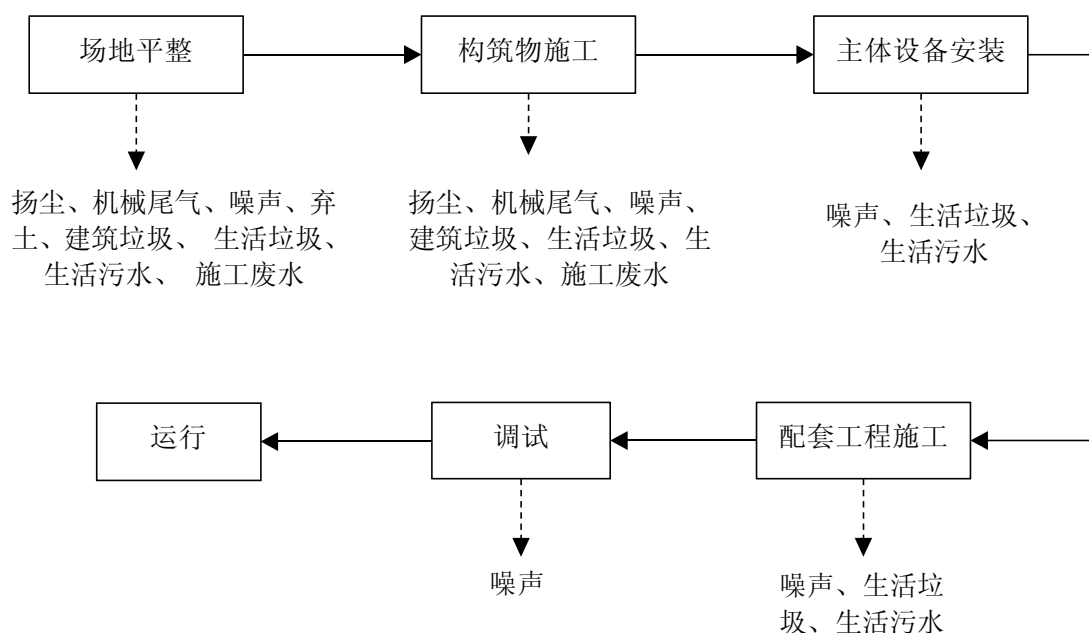 场地平整
构筑物施工
主体设备安装
扬尘、机械尾气、噪声、弃
土、建筑垃圾、 生活垃圾、
生活污水、 施工废水
扬尘、机械尾气、噪声、
建筑垃圾、生活垃圾、生
活污水、施工废水
噪声、生活垃圾、
生活污水
运行
调试
配套工程施工
噪声
噪声、生活垃
圾、生活污水